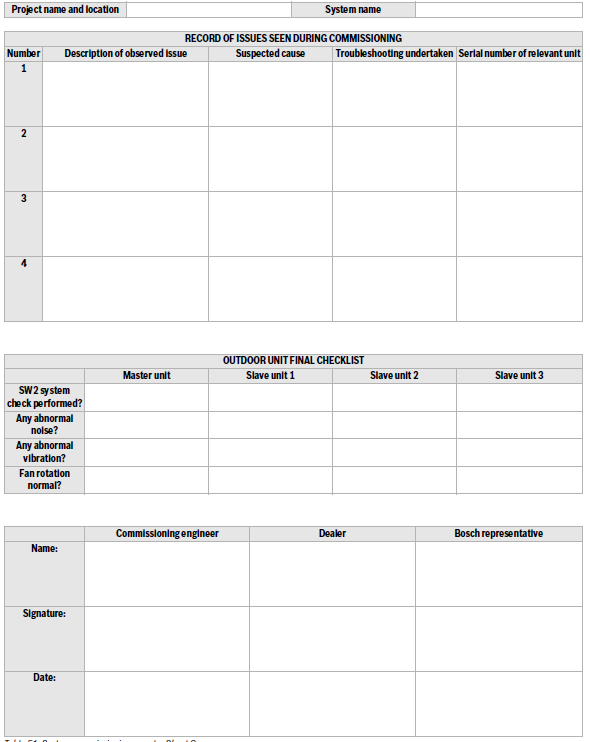 Project name and location System name
RECORD OF ISSUES SEEN DURING COMMISSIONING
Number Description of observed issue Suspected cause Troubleshooting undertaken Serial number of relevant unit
1
2
3
4
OUTDOOR UNIT FINAL CHECKLIST
Master unit Slave unit 1 Slave unit 2 Slave unit 3
SW2 system
check performed?
Any abnormal
noise?
Any abnormal
vibration?
Fan rotation
normal?
Commissioning engineer Dealer Bosch representative
Name:
Signature:
Date: